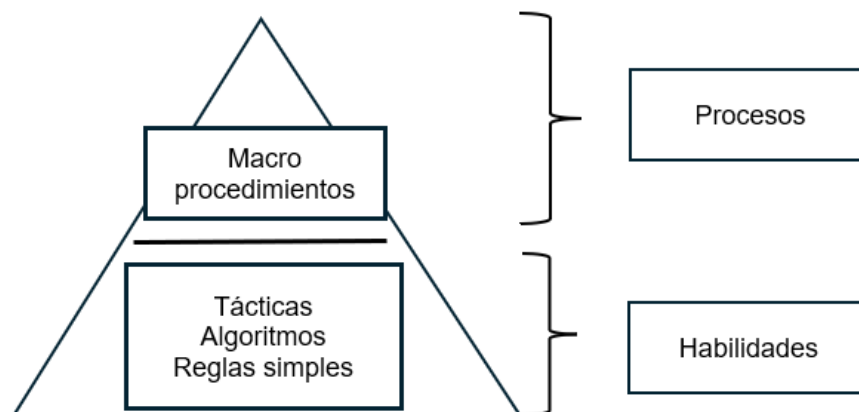 Macro
procedimientos
Procesos
Tácticas
Algoritmos
Reglas simples
Habilidades